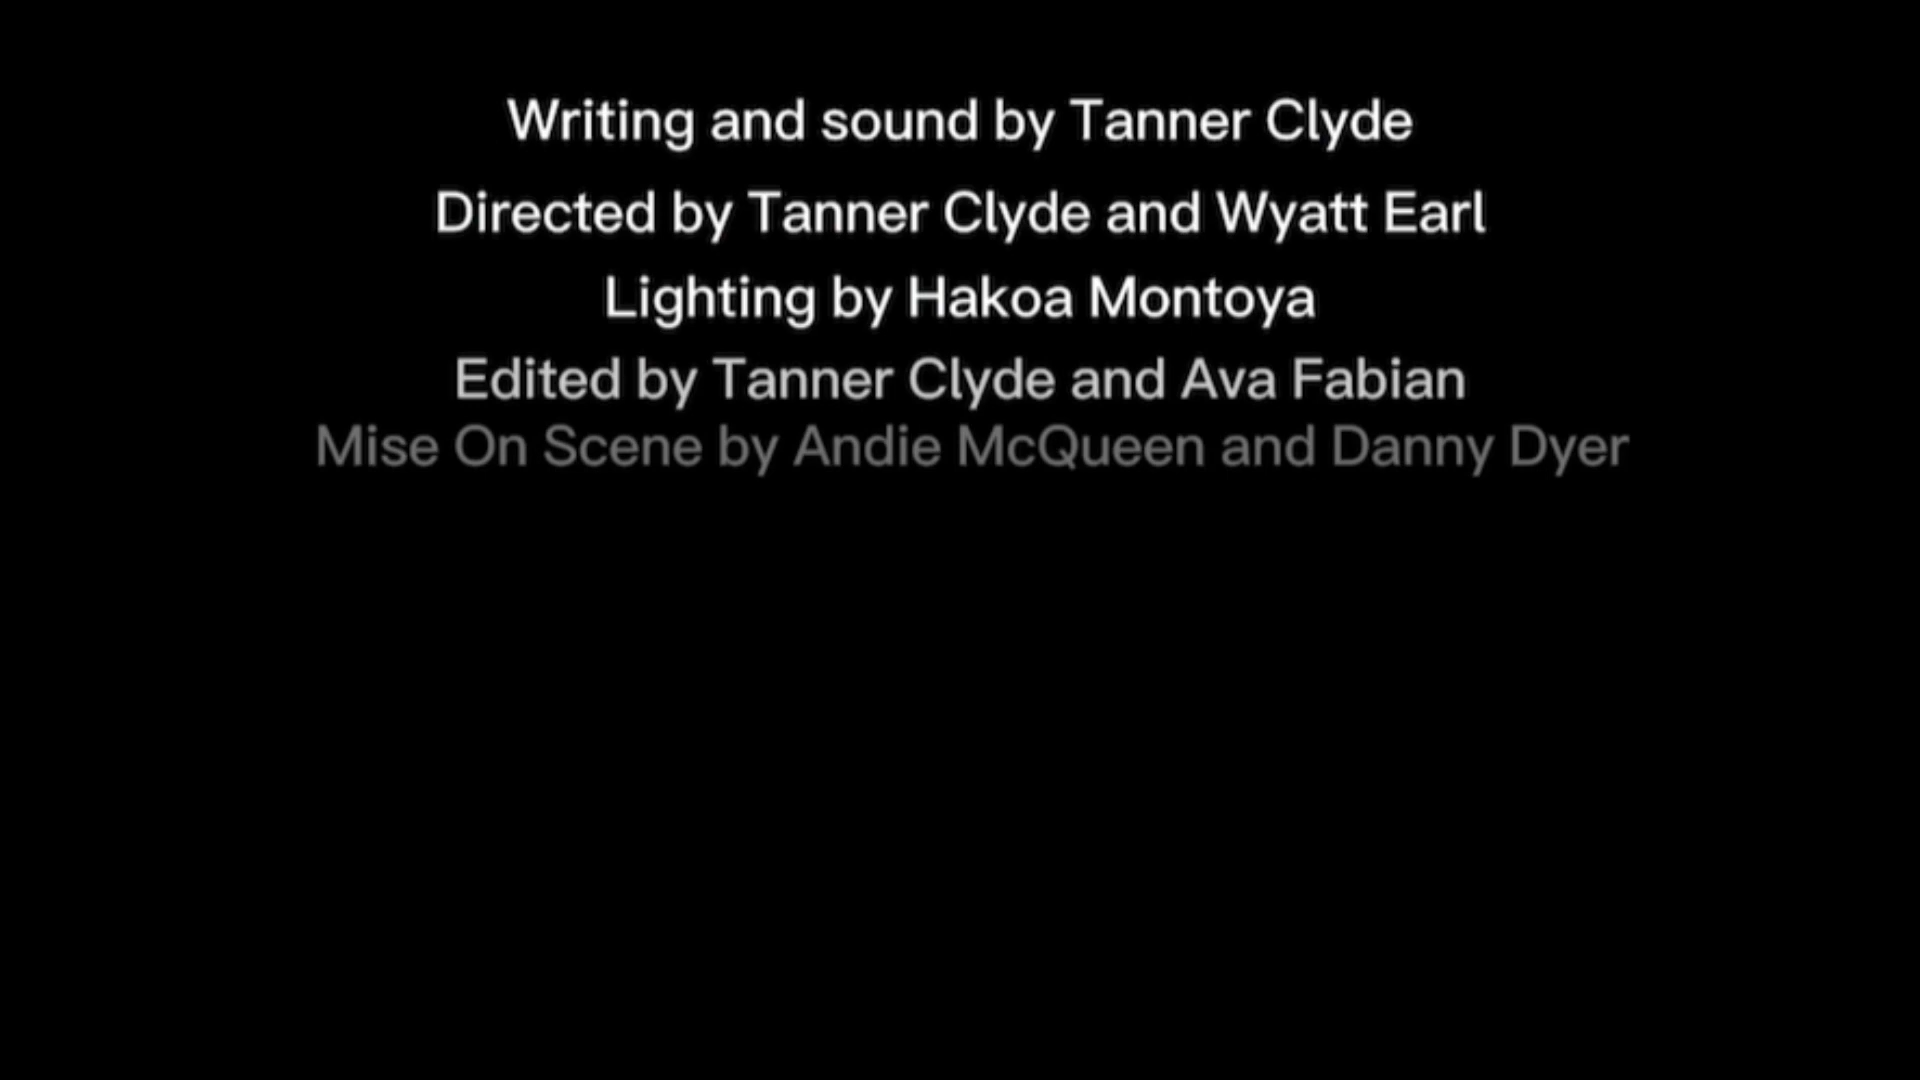 Writing and sound by Tanner Clyde
Directed by Tanner Clyde and Wyatt Earl
Lighting by Hakoa Montoya
Edited by Tanner Clyde and Ava Fabian
Mise On Scene by Andie McQueen and Danny Dyer